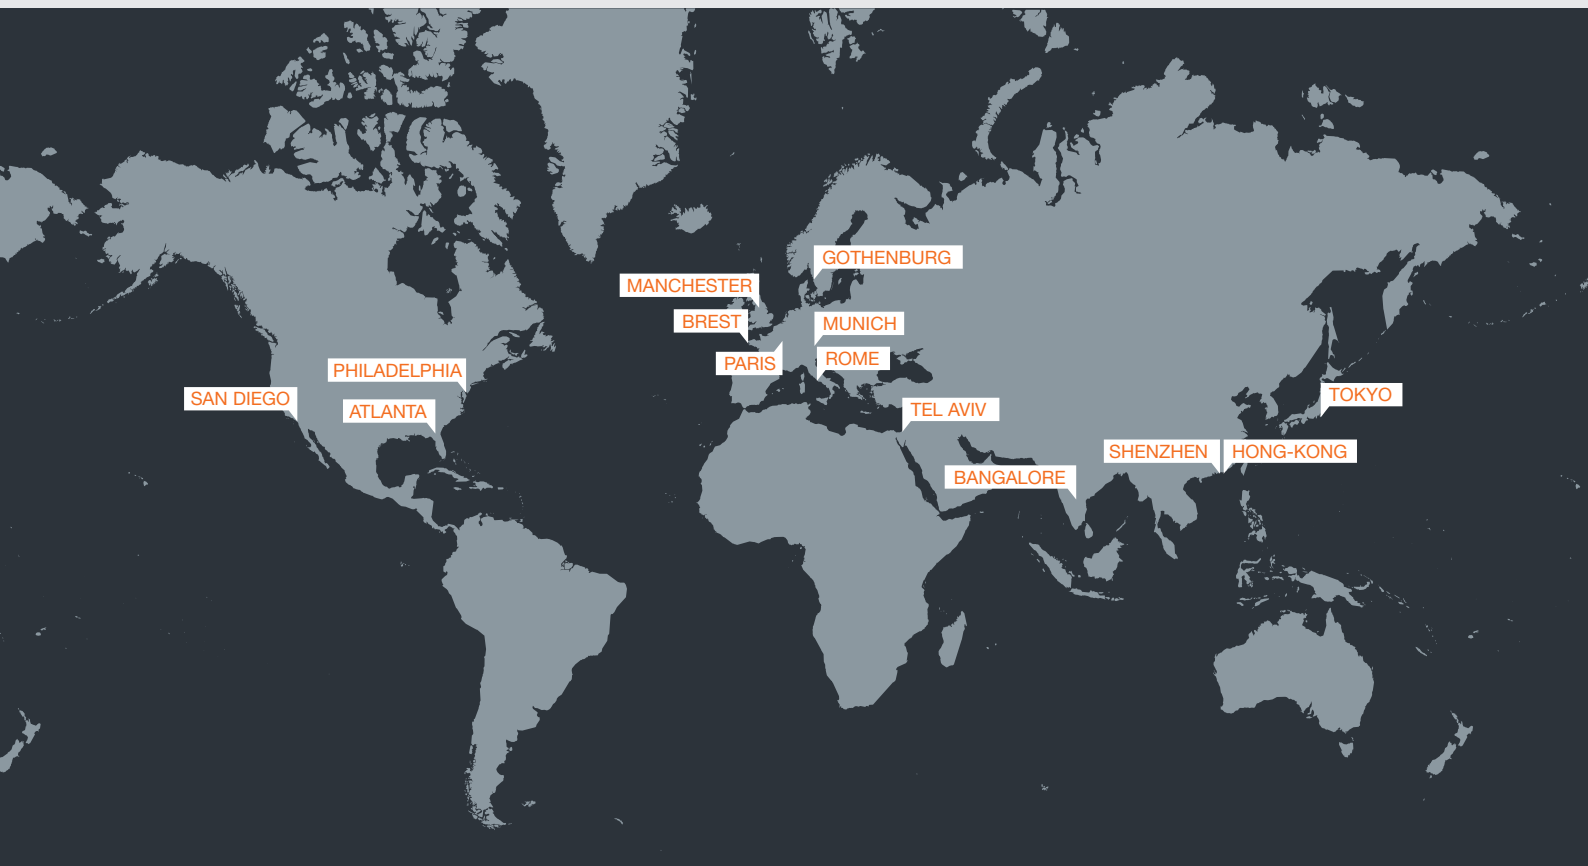 GOTHENBURG
MANCHESTER
BREST
MUNICH
PARIS
ROME
PHILADELPHIA
SAN DIEGO
ATLANTA
TOKYO
TEL AVIV
SHENZHEN
HONG-KONG
BANGALORE